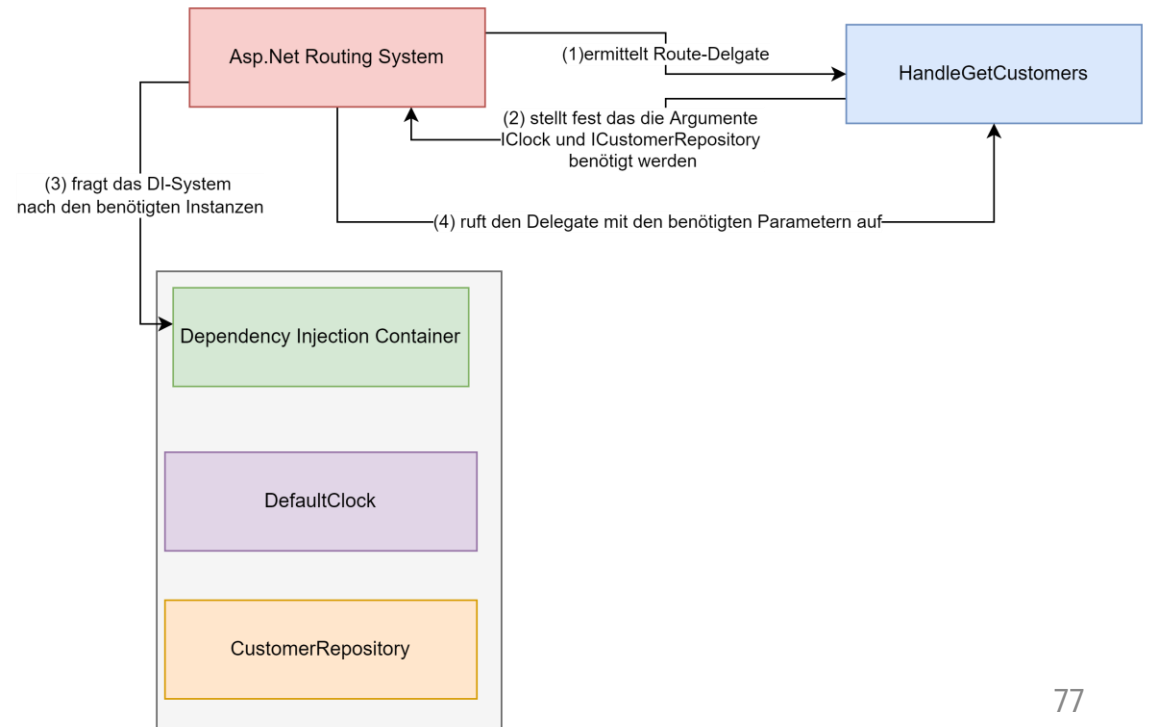 Asp.Net Routing System
(1)ermittelt Route-Delgate
HandleGetCustomers
(2) stellt fest das die Argumente
IClock und ICustomerRepository
benötigt werden
(3) fragt das DI-System
nach den benötigten Instanzen
(4) ruft den Delegate mit den benötigten Parametern auf
Dependency Injection Container
DefaultClock
CustomerRepository
77